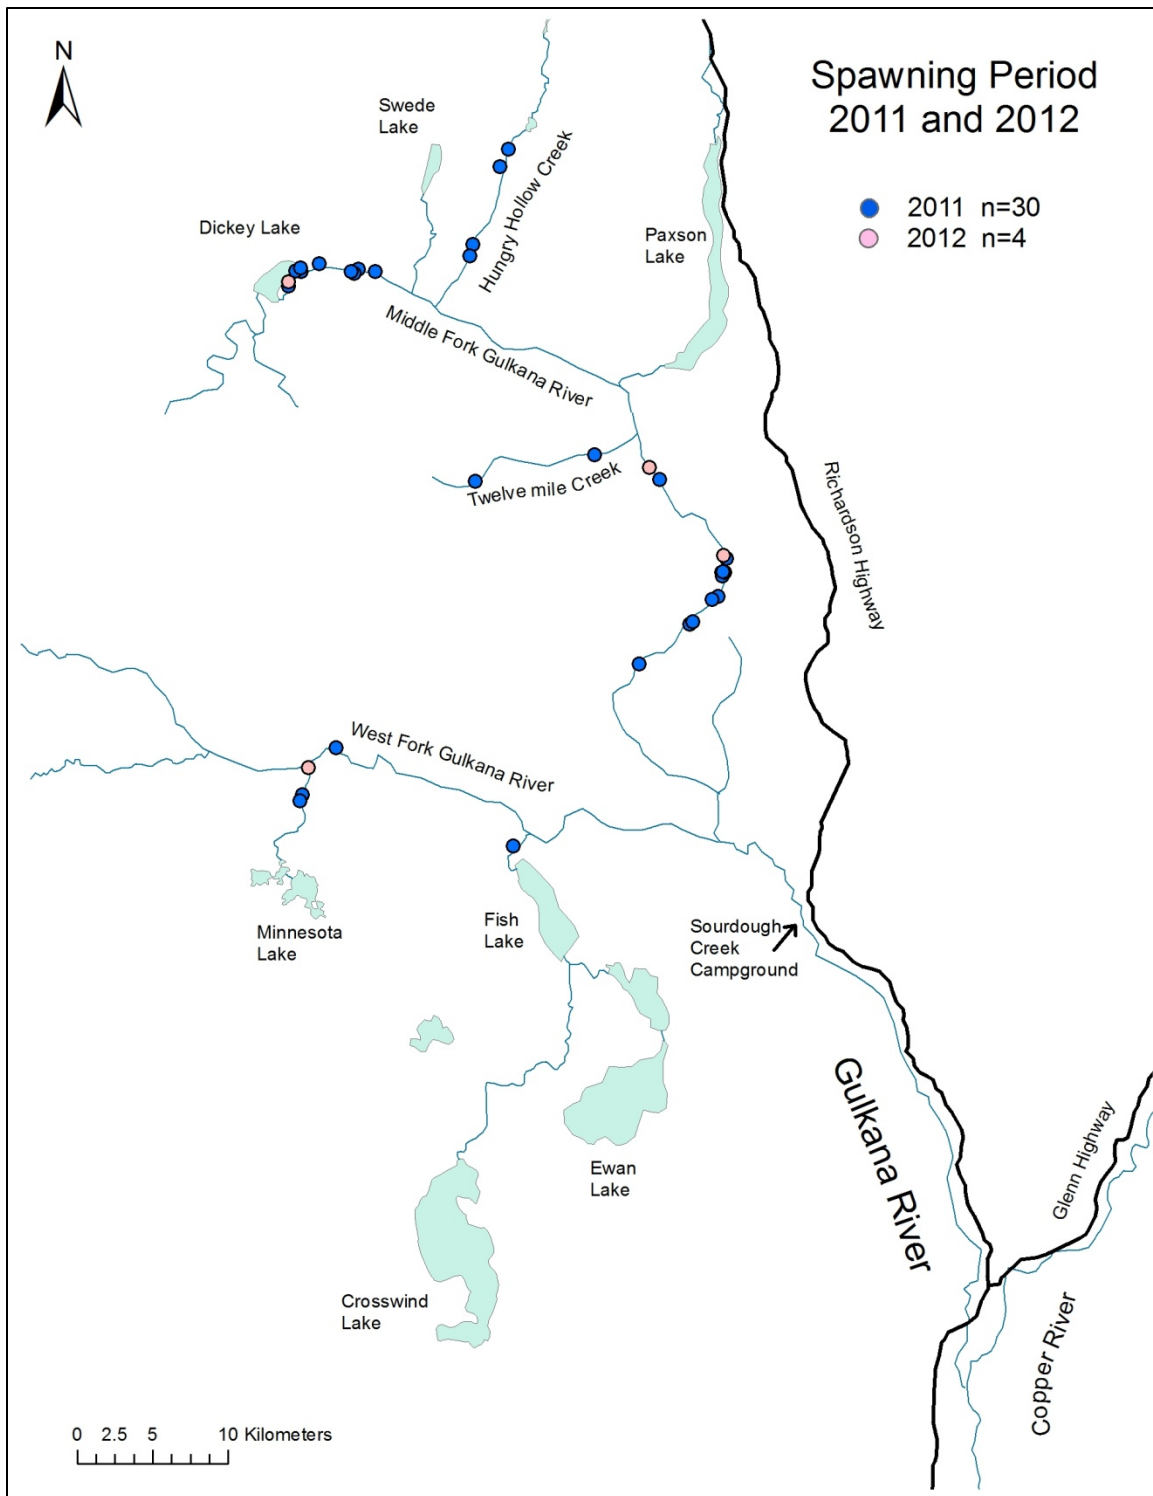 N
Spawning Period
2011 and 2012
2011 n=30
2012 n=4
Swede
Lake
Hungry Hollow Creek
Dickey Lake
Paxson
Lake
Middle Fork Gulkana River
Twelve mile Creek
Richardson Highway
West Fork Gulkana River
Minnesota
Lake
Fish
Lake
Sourdough
Creek
Campground
Gulkana River
Ewan
Lake
Glenn Highway
Crosswind
Lake
Copper River
0 2.5 5 10 Kilometers